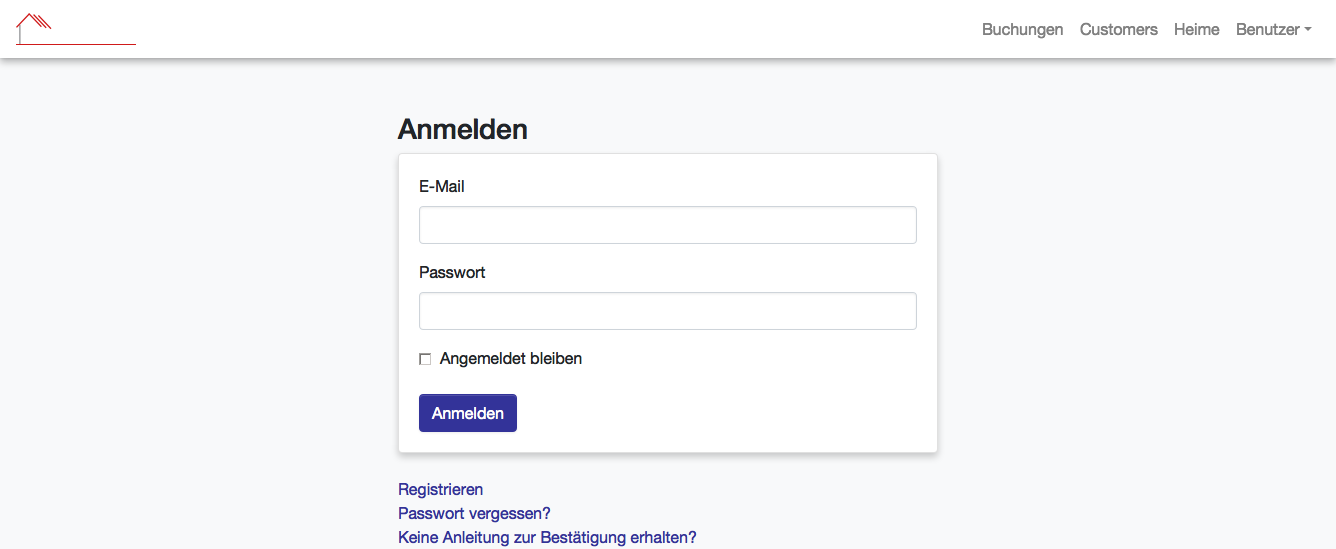 Buchungen Customers Heime Benutzer
Anmelden
E-Mail
Passwort
Angemeldet bleiben
Anmelden
Registrieren
Passwort vergessen?
Keine Anleitung zur Bestätigung erhalten?